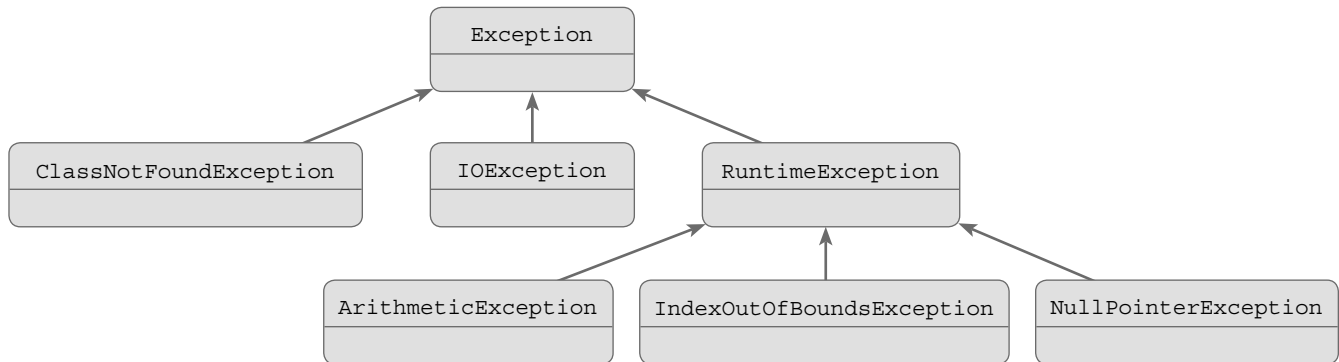 Exception
ClassNotFoundException
IOException
RuntimeException
ArithmeticException
IndexOutOfBoundsException
NullPointerException